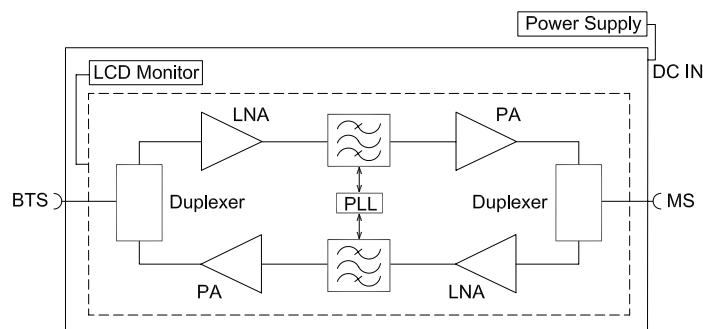 Power Supply
LCD Monitor
DC IN
LNA
PA
BTS
Duplexer
PLL
Duplexer
MS
PA
LNA